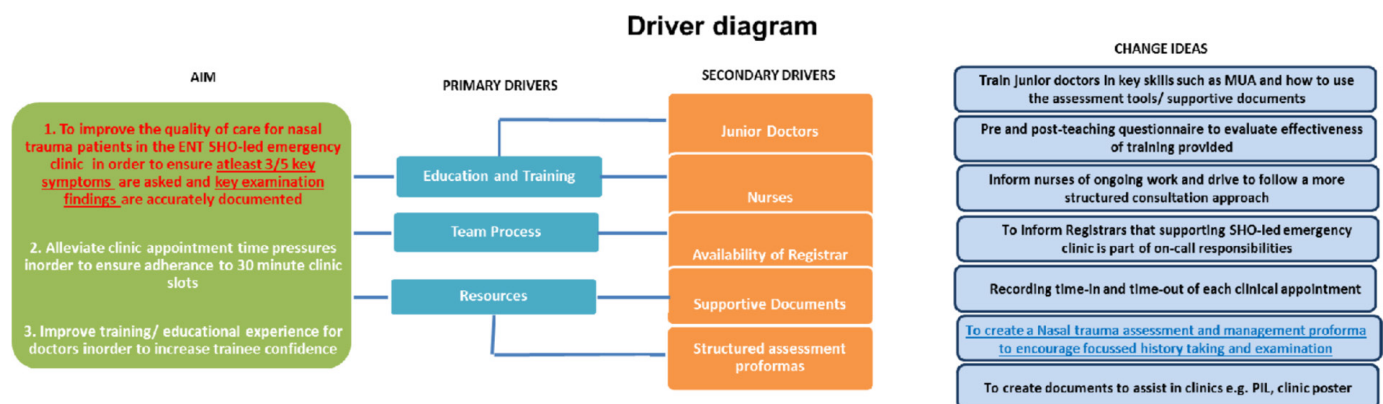 Driver diagram
AIM
1. To improve the quality of care for nasal
trauma patients in the ENT SHO-led emergency
clinic in order to ensure atleast 3/5 key
symptoms are asked and key examination
findings are accurately documented
2. Alleviate clinic appointment time pressures
inorder to ensure adherance to 30 minute clinic
slots
3. Improve training/ educational experience for
doctors inorder to increase trainee confidence
PRIMARY DRIVERS
Education and Training
Team Process
Resources
SECONDARY DRIVERS
Junior Doctors
Nurses
Availability of Registrar
Supportive Documents
Structured assessment
proformas
CHANGE IDEAS
Train junior doctors in key skills such as MUA and how to use
the assessment tools/ supportive documents
Pre and post-teaching questionnaire to evaluate effectiveness
of training provided
Inform nurses of ongoing work and drive to follow a more
structured consultation approach
To Inform Registrars that supporting SHO-led emergency
clinic is part of on-call responsibilities
Recording time-in and time-out of each clinical appointment
To create a Nasal trauma assessment and management proforma
to encourage focussed history taking and examination
To create documents to assist in clinics e.g. PIL, clinic poster